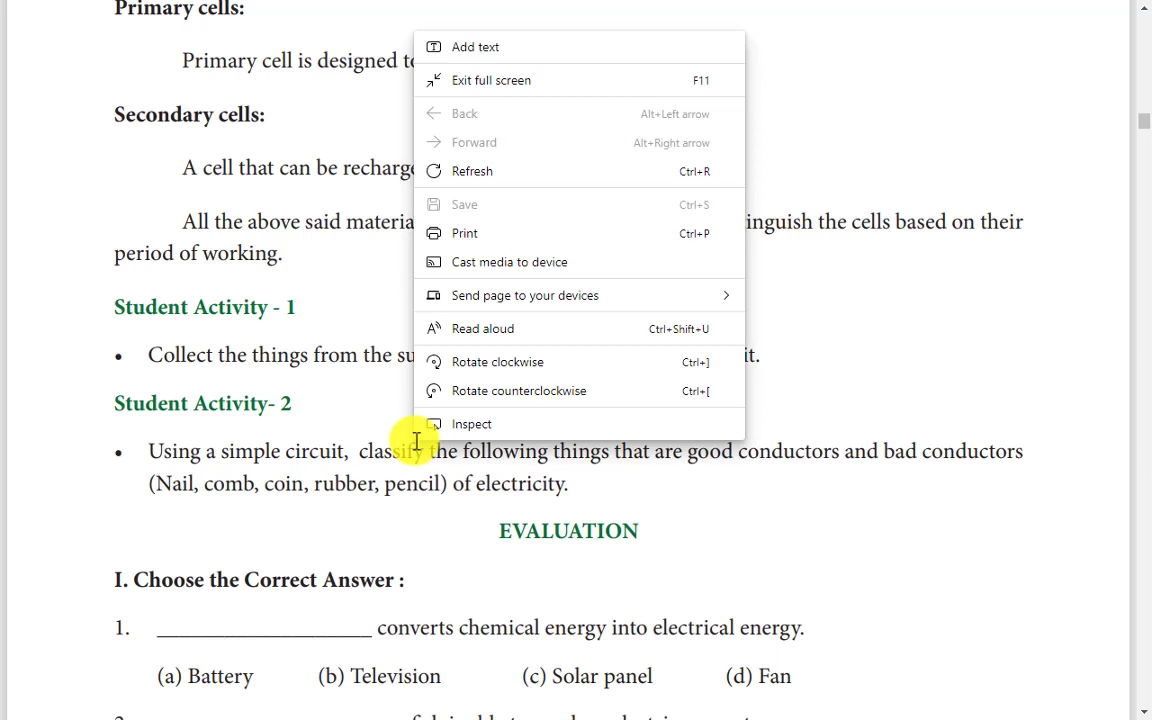 Primary cells:
Primary cell is designed to
Secondary cells:
A cell that can be recharge
All the above said materia inguish the cells based on their
period of working.
Student Activity - 1
• Collect the things from the su it.
Student Activity- 2
• Using a simple circuit, classify the following things that are good conductors and bad conductors
(Nail, comb, coin, rubber, pencil) of electricity.
EVALUATION
I. Choose the Correct Answer :
1. ____________________ converts chemical energy into electrical energy.
(a) Battery (b) Television (c) Solar panel (d) Fan
Add text
Exit full screen F11
Back Alt+Left arrow
Forward Alt+Right arrow
Refresh Ctrl+R
Save Ctrl+S
Print Ctrl+P
Cast media to device
Send page to your devices
Read aloud Ctrl+Shift+U
Rotate clockwise Ctrl+]
Rotate counterclockwise Ctrl+[
Inspect